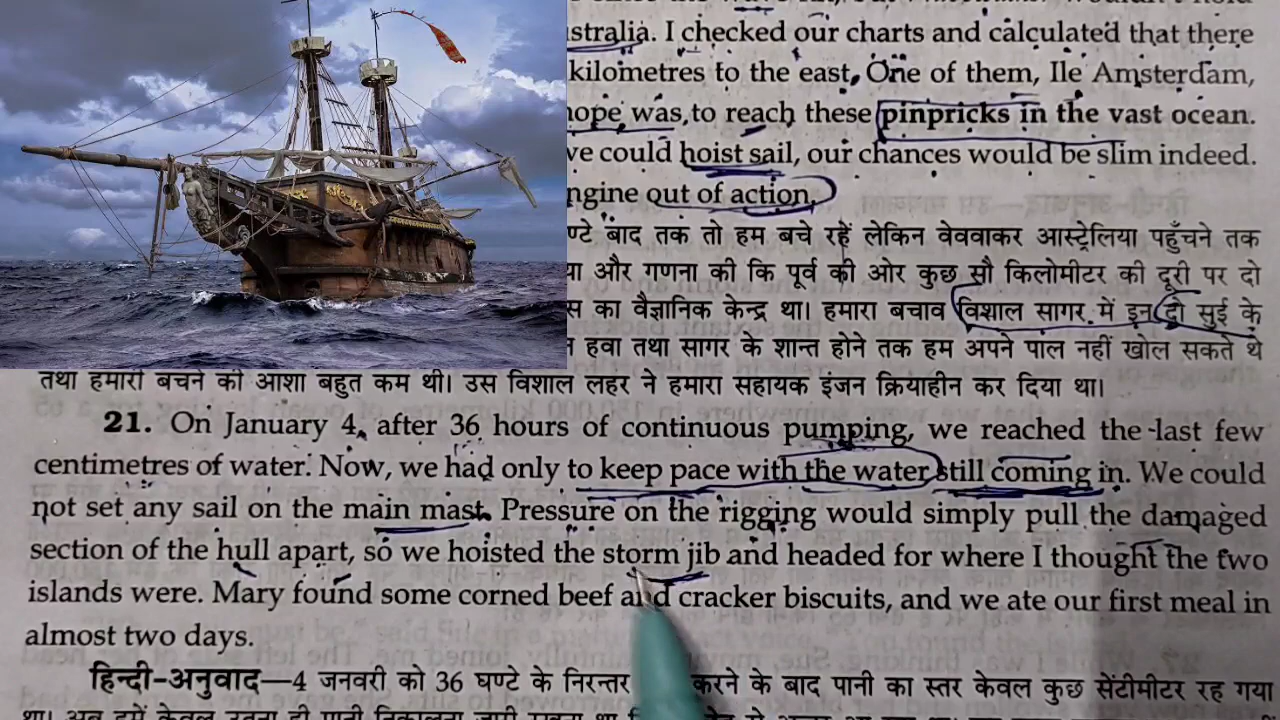 stralia. I checked our charts and calculated that there
kilometres to the east, One of them, Ile Amsterdam,
hope was, to reach these pinpricks in the vast ocean.
we could hoist sail, our chances would be slim indeed.
ngine out of action,
ण्टे बाद तक तो हम बचे रहें लेकिन वेववाकर आस्ट्रेलिया पहुँचने तक
या और गणना की कि पूर्व की ओर कुछ सौ किलोमीटर की दूरी पर दो
स का वैज्ञानिक केन्द्र था। हमारा बचाव विशाल सागर में इन दो सुई के
न हवा तथा सागर के शान्त होने तक हम अपने पाल नहीं खोल सकते थे
तथा हमारी बचने की आशा बहुत कम थी। उस विशाल लहर ने हमारा सहायक इंजन क्रियाहीन कर दिया था।
21. On January 4, after 36 hours of continuous pumping, we reached the last few
centimetres of water. Now, we had only to keep pace with the water still coming in. We could
not set any sail on the main mast. Pressure on the rigging would simply pull the damaged
section of the hull apart, so we hoisted the storm jib and headed for where I thought the two
islands were. Mary found some corned beef and cracker biscuits, and we ate our first meal in
almost two days.
हिन्दी-अनुवाद—4 जनवरी को 36 घण्टे के निरन्तर करने के बाद पानी का स्तर केवल कुछ सेंटीमीटर रह गया
था। अब हमें केवल इतना ही पानी निकालना जारी रखना था